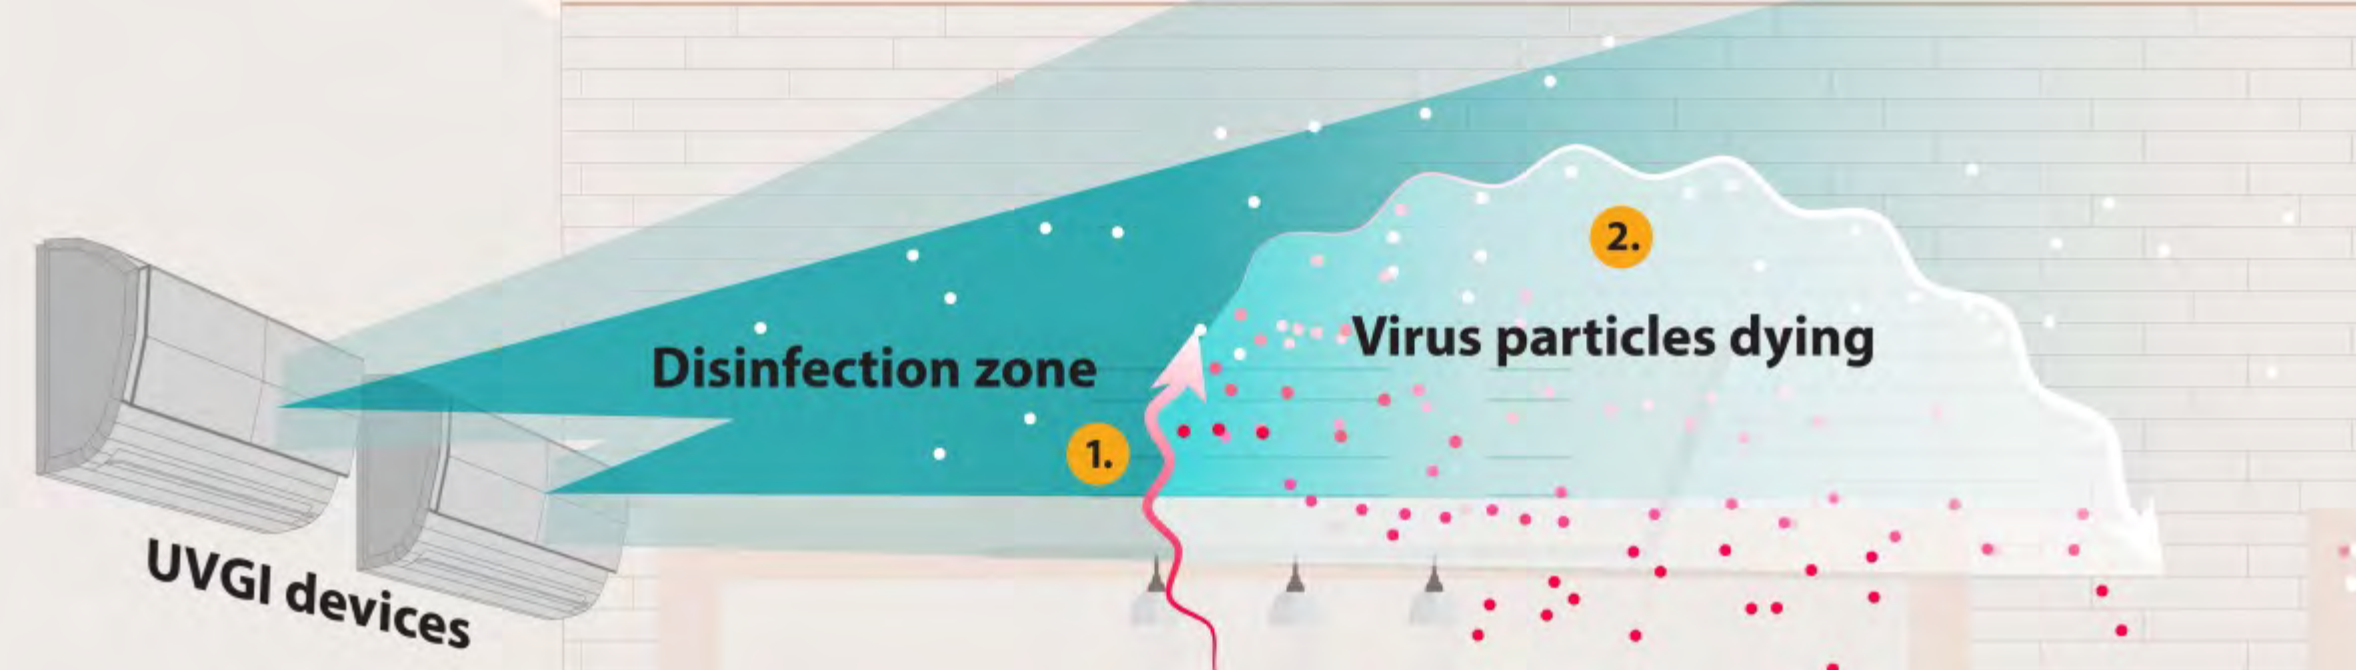 Disinfection zone
1.
2.
Virus particles dying
UVGI devices